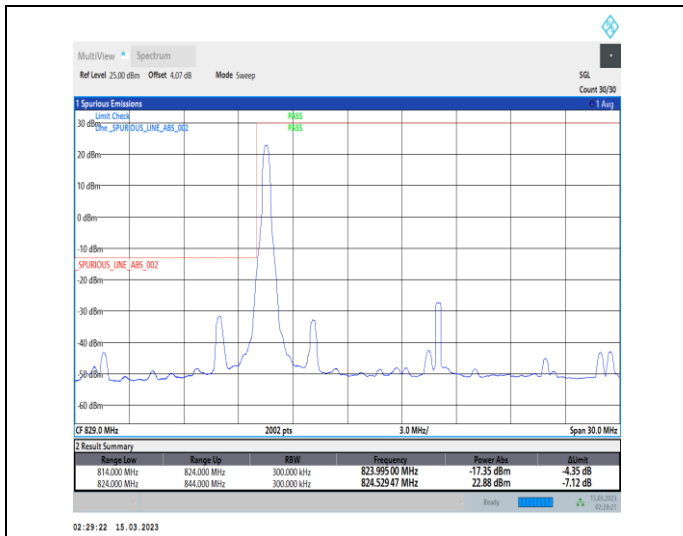 MultiView Spectrum
Ref Level 25.00 dBm Offset 4.07 dB Mode Sweep SGL
Count 30/30
1 Spurious Emissions 1 Avg
Limit Check PASS
Line _SPURIOUS_LINE_ABS_002 PASS
30 dBm
20 dBm
10 dBm
0 dBm
-10 dBm
_SPURIOUS_LINE_ABS_002
-20 dBm
-30 dBm
-40 dBm
-50 dBm
-60 dBm
CF 829.0 MHz 2002 pts 3.0 MHz/ Span 30.0 MHz
2 Result Summary
Range Low Range Up RBW Frequency Power Abs ΔLimit
814.000 MHz 824.000 MHz 300.000 kHz 823.99500 MHz -17.35 dBm -4.35 dB
824.000 MHz 844.000 MHz 300.000 kHz 824.52947 MHz 22.88 dBm -7.12 dB
Ready 15.03.2023
02:29:21
02:29:22 15.03.2023